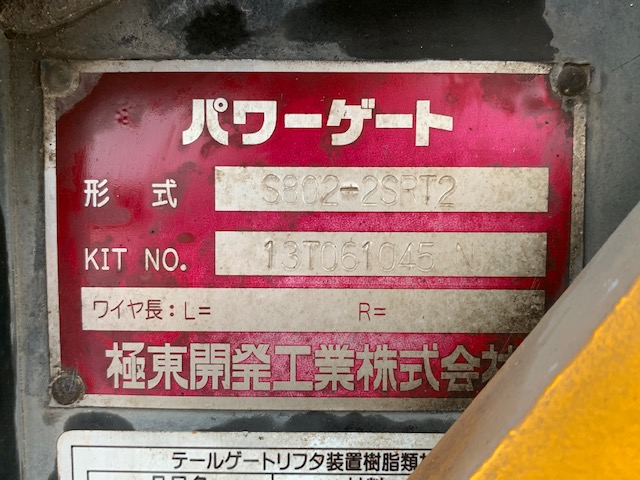 パワーゲート
形 式 S802-2SRT2
KIT NO. 13T061045 N
ワイヤ長：L= R=
極東開発工業株式会社
テールゲートリフタ装置樹脂類